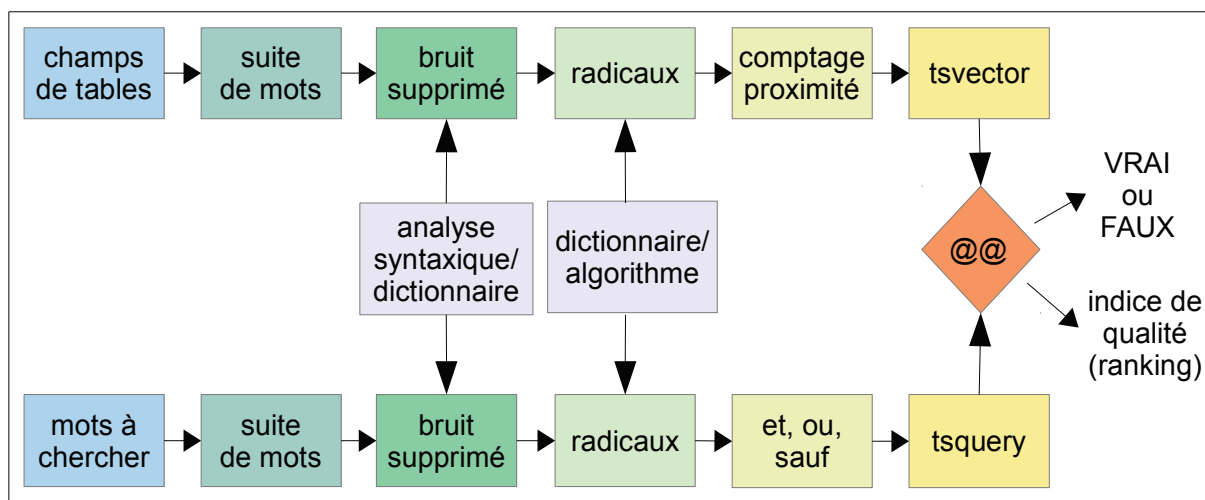 champs
de tables
suite
de mots
bruit
supprimé
radicaux
comptage
proximité
tsvector
analyse
syntaxique/
dictionnaire
dictionnaire/
algorithme
@@
VRAI
ou
FAUX
indice de
qualité
(ranking)
mots à
chercher
suite
de mots
bruit
supprimé
radicaux
et, ou,
sauf
tsquery